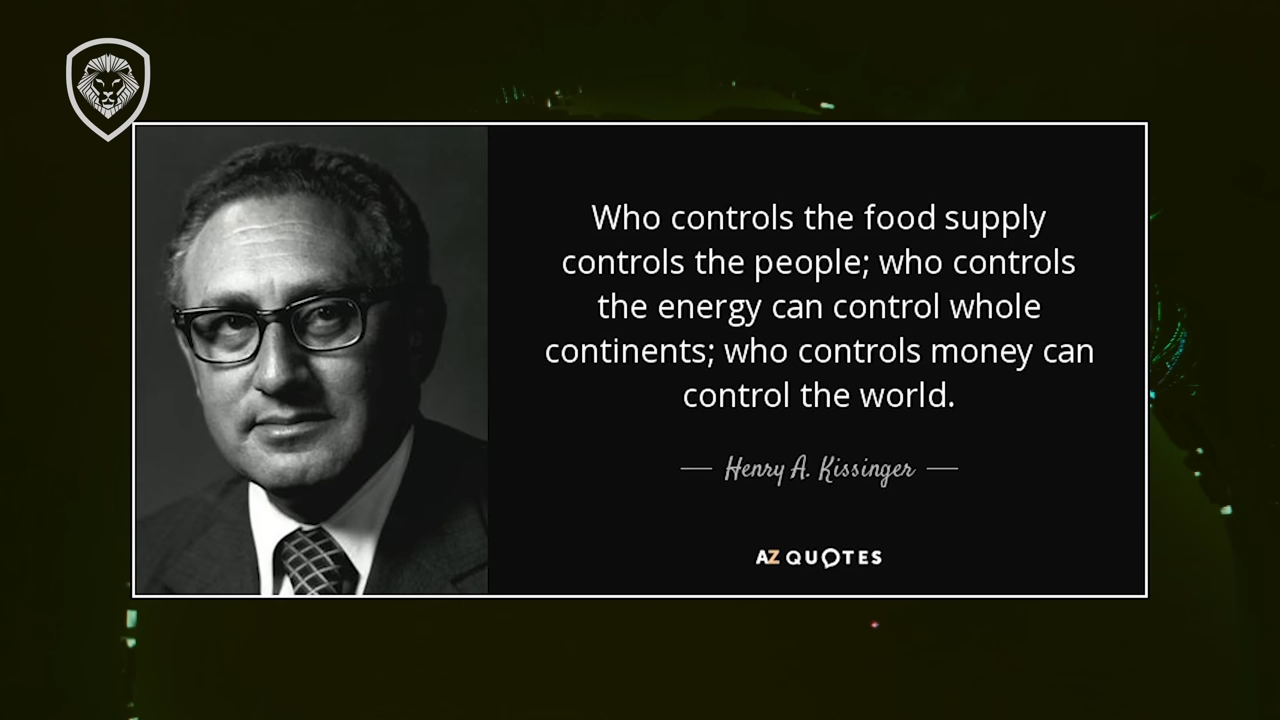 Who controls the food supply
controls the people; who controls
the energy can control whole
continents; who controls money can
control the world.
Henry A. Kissinger
AZ QUOTES